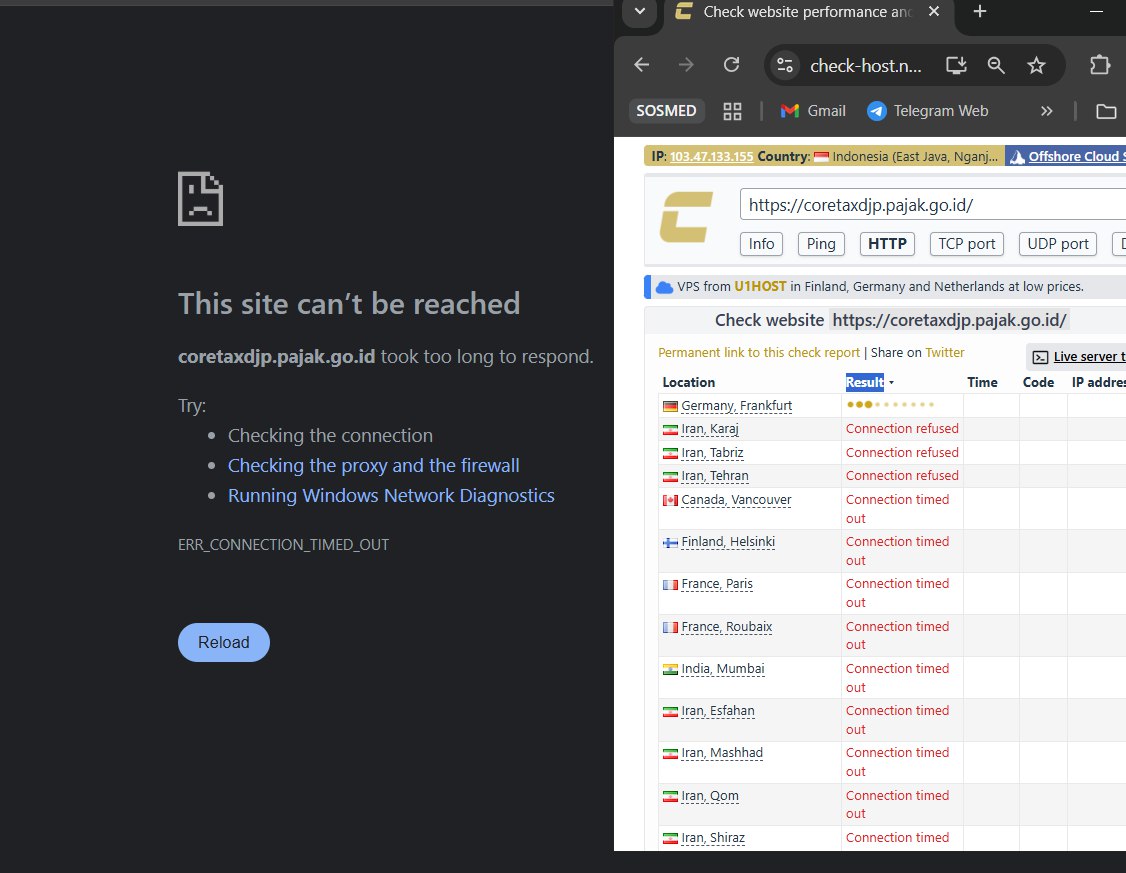 This site can’t be reached
coretaxdjp.pajak.go.id took too long to respond.
Try:
Checking the connection
Checking the proxy and the firewall
Running Windows Network Diagnostics
ERR_CONNECTION_TIMED_OUT
Reload
Check website performance and
check-host.n...
SOSMED
Gmail
Telegram Web
IP: 103.47.133.155 Country: Indonesia (East Java, Nganj...
Offshore Cloud S
https://coretaxdjp.pajak.go.id/
Info
Ping
HTTP
TCP port
UDP port
D
VPS from U1HOST in Finland, Germany and Netherlands at low prices.
Check website https://coretaxdjp.pajak.go.id/
Permanent link to this check report | Share on Twitter
Live server t
Location Result Time Code IP addres
Germany, Frankfurt
Iran, Karaj Connection refused
Iran, Tabriz Connection refused
Iran, Tehran Connection refused
Canada, Vancouver Connection timed
out
Finland, Helsinki Connection timed
out
France, Paris Connection timed
out
France, Roubaix Connection timed
out
India, Mumbai Connection timed
out
Iran, Esfahan Connection timed
out
Iran, Mashhad Connection timed
out
Iran, Qom Connection timed
out
Iran, Shiraz Connection timed